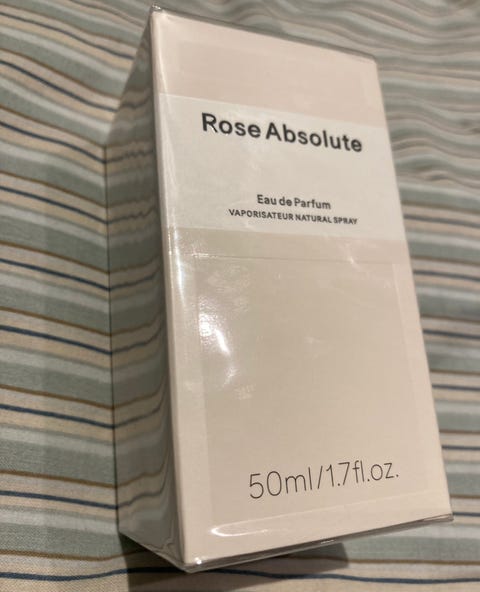 Rose Absolute
Eau de Parfum
VAPORISATEUR NATURAL SPRAY
50ml/1.7fl.oz.